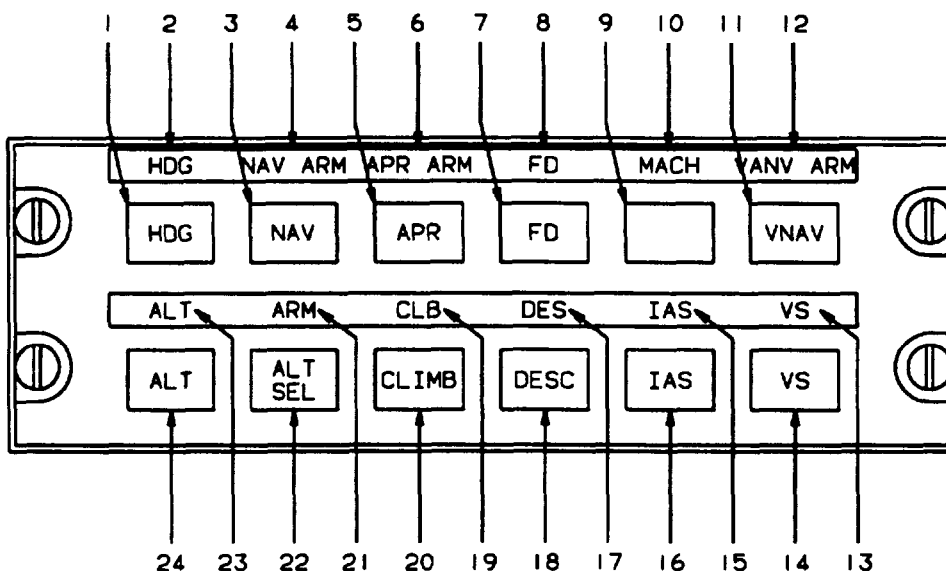 1 2 3 4 5 6 7 8 9 10 11 12
HDG NAV ARM APR ARM FD MACH VANV ARM
HDG NAV APR FD VNAV
ALT ARM CLB DES IAS VS
ALT ALT SEL CLIMB DESC IAS VS
24 23 22 21 20 19 18 17 16 15 14 13